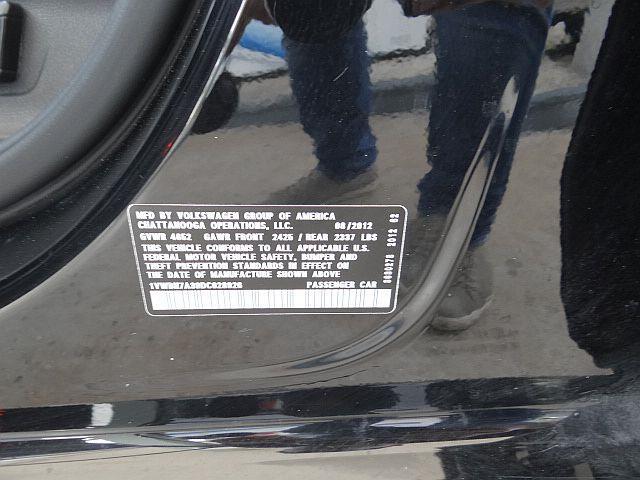 MFD BY VOLKSWAGEN GROUP OF AMERICA
CHATTANOOGA OPERATIONS, LLC. 08/2012
GVWR 4652 GAWR FRONT 2425 / REAR 2337 LBS
THIS VEHICLE CONFORMS TO ALL APPLICABLE U.S.
FEDERAL MOTOR VEHICLE SAFETY, BUMPER AND
THEFT PREVENTION STANDARDS IN EFFECT ON
THE DATE OF MANUFACTURE SHOWN ABOVE
PASSENGER CAR
2012 02